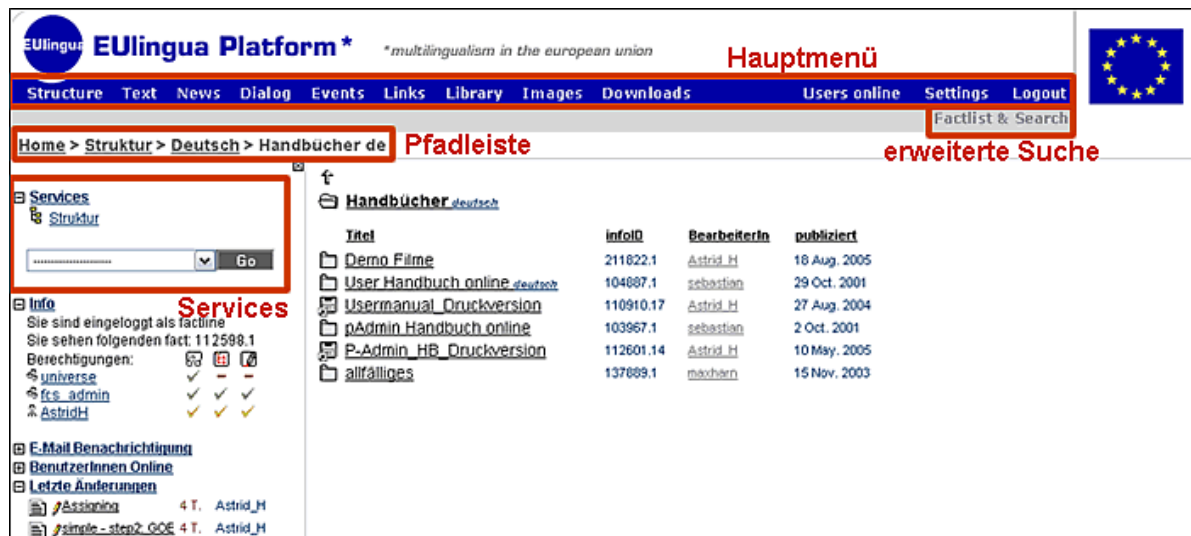 EUlingua EUlingua Platform* *multilingualism in the european union
Hauptmenü
Structure Text News Dialog Events Links Library Images Downloads Users online Settings Logout
Factlist & Search
Home > Struktur > Deutsch > Handbücher de Pfadleiste
erweiterte Suche
Services
Struktur
Go
Services
Info
Sie sind eingeloggt als factline
Sie sehen folgenden fact: 112598.1
Berechtigungen:
universe
fcs_admin
AstridH
E-Mail Benachrichtigung
BenutzerInnen Online
Letzte Änderungen
Assigning 4 T. Astrid_H
simple - step2: GOE 4 T. Astrid_H
Handbücher deutsch
Titel infoID BearbeiterIn publiziert
Demo Filme 211822.1 Astrid_H 18 Aug. 2005
User Handbuch online deutsch 104887.1 sebastian 29 Oct. 2001
Usermanual_Druckversion 110910.17 Astrid_H 27 Aug. 2004
pAdmin Handbuch online 103967.1 sebastian 2 Oct. 2001
P-Admin_HB_Druckversion 112601.14 Astrid_H 10 May. 2005
allfälliges 137889.1 maxharn 15 Nov. 2003